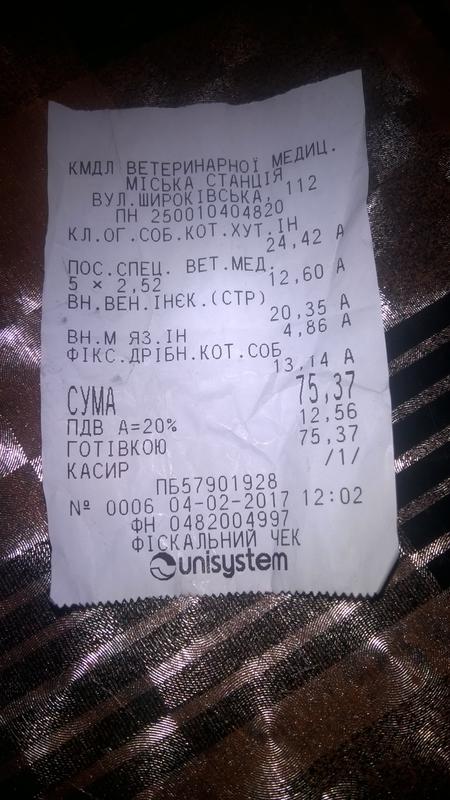 КМДЛ ВЕТЕРИНАРНОЇ МЕДИЦ.
МІСЬКА СТАНЦІЯ
ВУЛ.ШИРОКІВСЬКА, 112
ПН 250010404820
КЛ.ОГ.СОБ.КОТ.ХУТ.ІН
24,42 А
ПОС.СПЕЦ. ВЕТ.МЕД.
5 × 2,52 12,60 А
ВН.ВЕН.ІНЄК.(СТР)
20,35 А
ВН.М ЯЗ.ІН 4,86 А
ФІКС.ДРІБН.КОТ.СОБ
13,14 А
СУМА 75,37
ПДВ А=20% 12,56
ГОТІВКОЮ 75,37
КАСИР /1/
ПБ57901928
№ 0006 04-02-2017 12:02
ФН 0482004997
ФІСКАЛЬНИЙ ЧЕК
unisystem